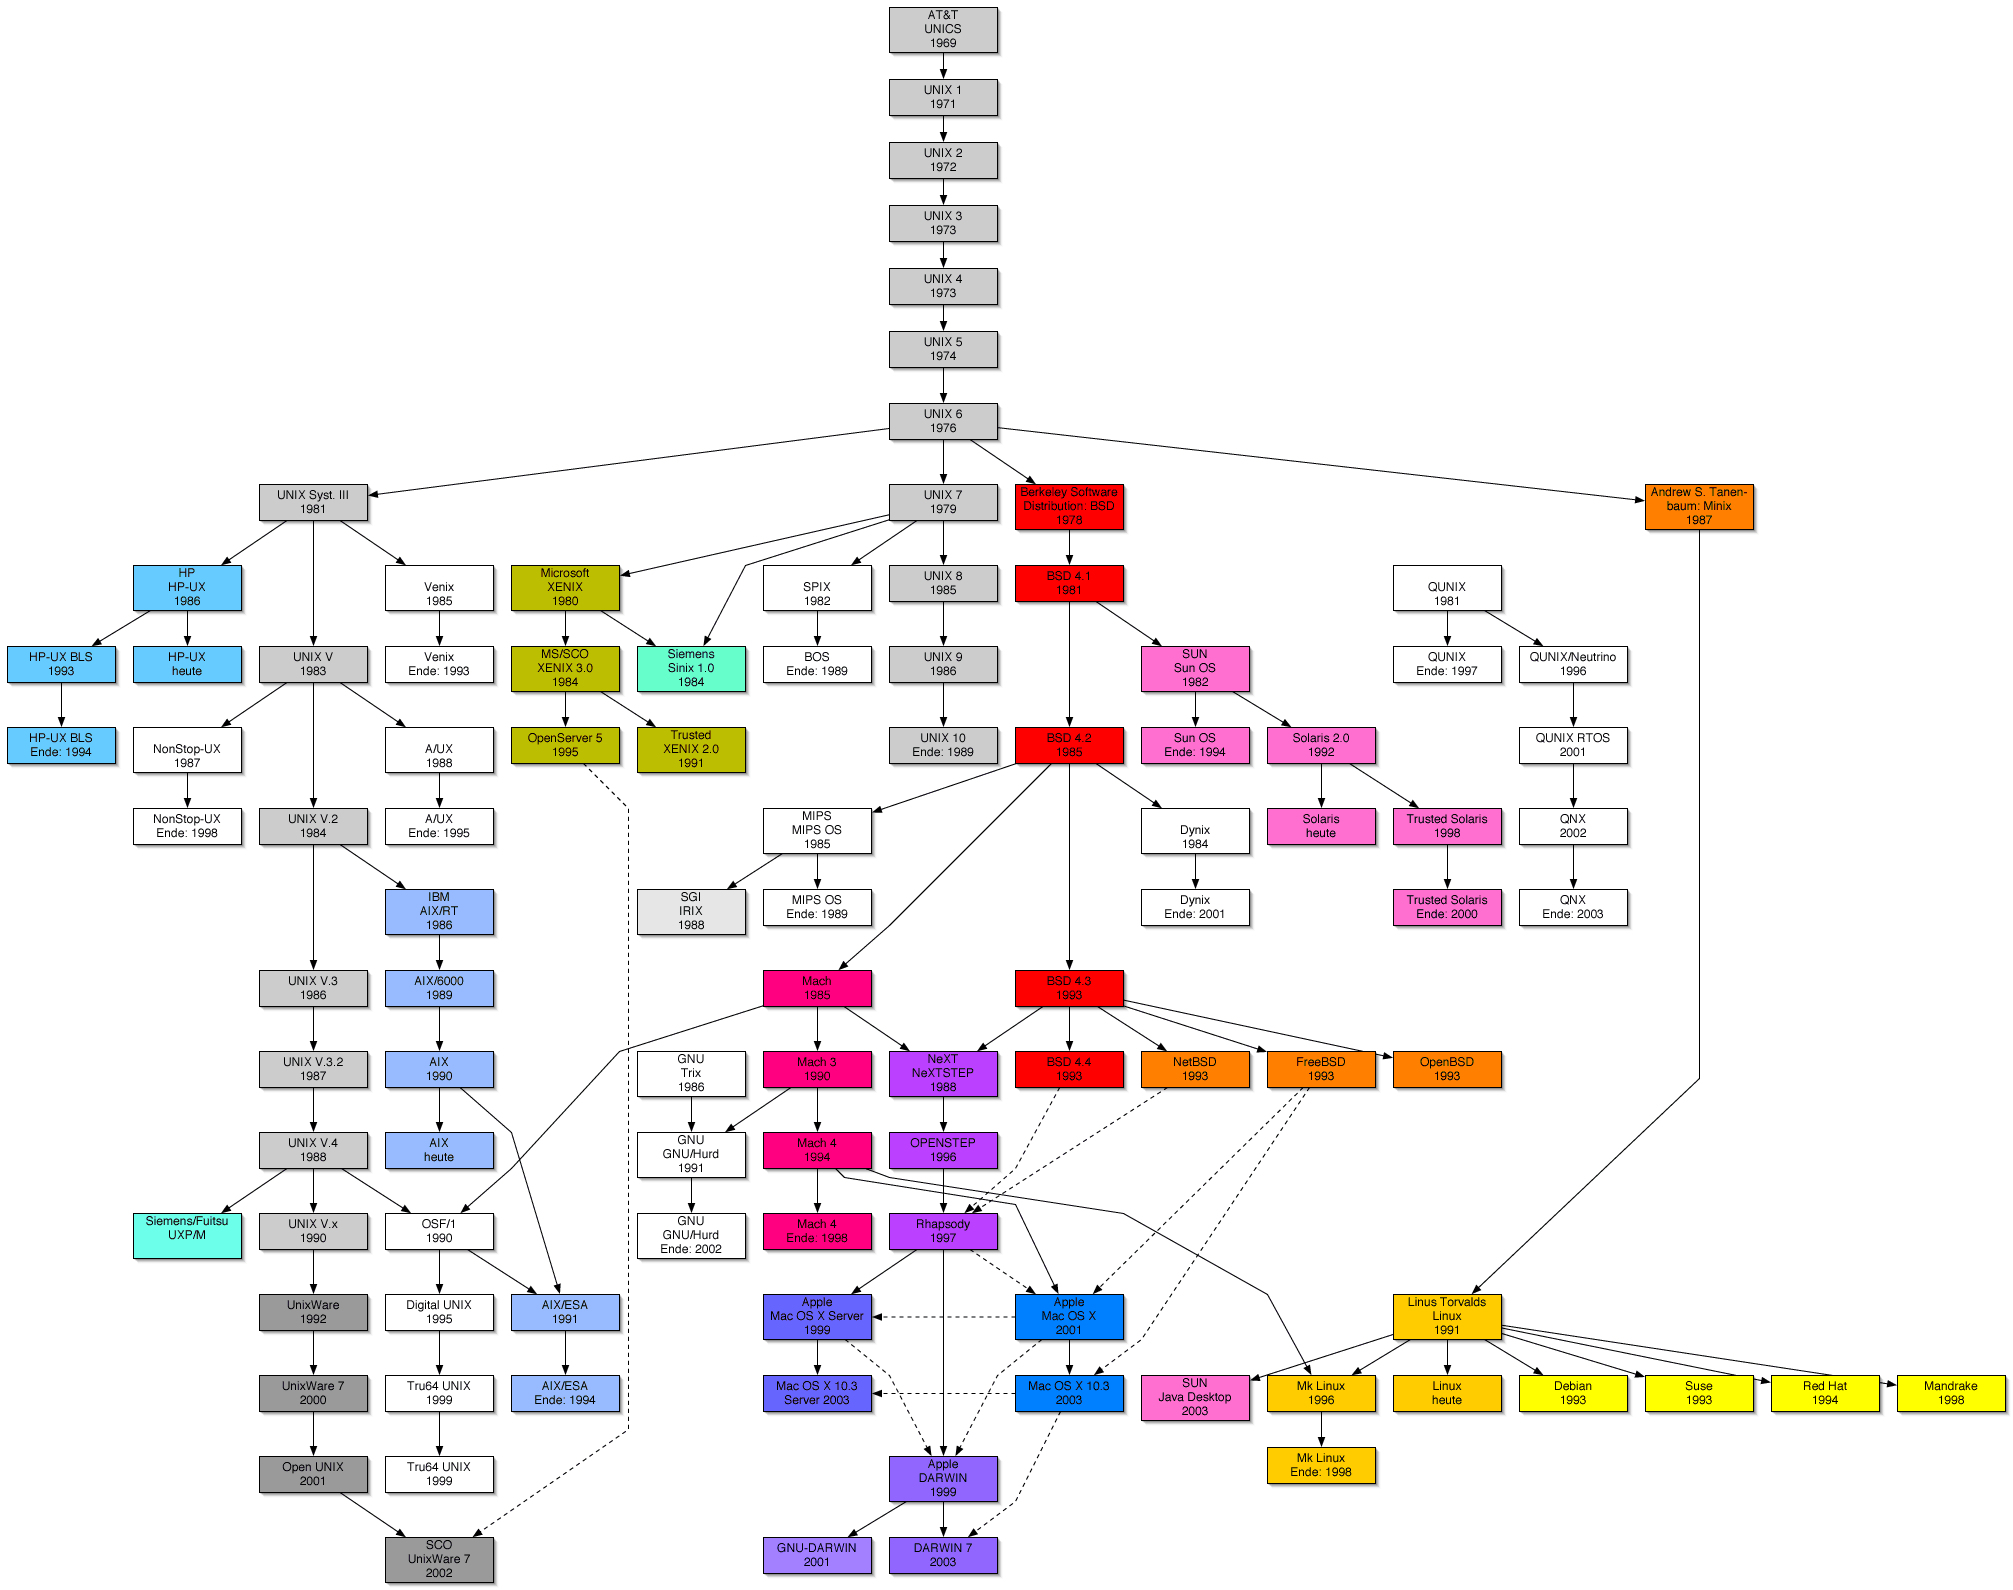 AT&T
UNICS
1969
UNIX 1
1971
UNIX 2
1972
UNIX 3
1973
UNIX 4
1973
UNIX 5
1974
UNIX 6
1976
UNIX Syst. III
1981
UNIX 7
1979
Berkeley Software
Distribution: BSD
1978
Andrew S. Tanen-
baum: Minix
1987
HP
HP-UX
1986
Venix
1985
Microsoft
XENIX
1980
SPIX
1982
UNIX 8
1985
BSD 4.1
1981
QUNIX
1981
HP-UX BLS
1993
HP-UX
heute
UNIX V
1983
Venix
Ende: 1993
MS/SCO
XENIX 3.0
1984
Siemens
Sinix 1.0
1984
BOS
Ende: 1989
UNIX 9
1986
SUN
Sun OS
1982
QUNIX
Ende: 1997
QUNIX/Neutrino
1996
HP-UX BLS
Ende: 1994
NonStop-UX
1987
A/UX
1988
OpenServer 5
1995
Trusted
XENIX 2.0
1991
UNIX 10
Ende: 1989
BSD 4.2
1985
Sun OS
Ende: 1994
Solaris 2.0
1992
QUNIX RTOS
2001
NonStop-UX
Ende: 1998
UNIX V.2
1984
A/UX
Ende: 1995
MIPS
MIPS OS
1985
Dynix
1984
Solaris
heute
Trusted Solaris
1998
QNX
2002
IBM
AIX/RT
1986
SGI
IRIX
1988
MIPS OS
Ende: 1989
Dynix
Ende: 2001
Trusted Solaris
Ende: 2000
QNX
Ende: 2003
UNIX V.3
1986
AIX/6000
1989
Mach
1985
BSD 4.3
1993
UNIX V.3.2
1987
AIX
1990
GNU
Trix
1986
Mach 3
1990
NeXT
NeXTSTEP
1988
BSD 4.4
1993
NetBSD
1993
FreeBSD
1993
OpenBSD
1993
UNIX V.4
1988
AIX
heute
GNU
GNU/Hurd
1991
Mach 4
1994
OPENSTEP
1996
Siemens/Fuitsu
UXP/M
UNIX V.x
1990
OSF/1
1990
GNU
GNU/Hurd
Ende: 2002
Mach 4
Ende: 1998
Rhapsody
1997
UnixWare
1992
Digital UNIX
1995
AIX/ESA
1991
Apple
Mac OS X Server
1999
Apple
Mac OS X
2001
Linus Torvalds
Linux
1991
UnixWare 7
2000
Tru64 UNIX
1999
AIX/ESA
Ende: 1994
Mac OS X 10.3
Server 2003
Mac OS X 10.3
2003
SUN
Java Desktop
2003
Mk Linux
1996
Linux
heute
Debian
1993
Suse
1993
Red Hat
1994
Mandrake
1998
Open UNIX
2001
Tru64 UNIX
1999
Apple
DARWIN
1999
Mk Linux
Ende: 1998
SCO
UnixWare 7
2002
GNU-DARWIN
2001
DARWIN 7
2003